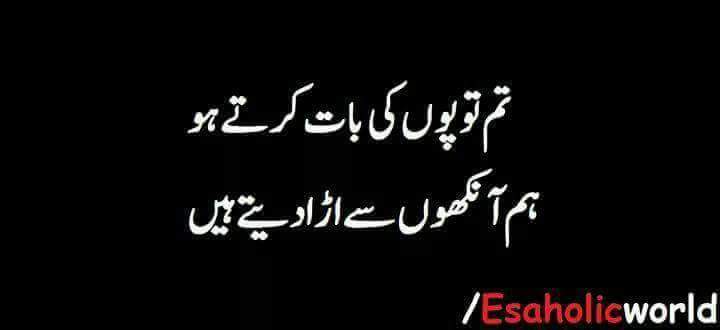 تم توپوں کی بات کرتے ہو
ہم آنکھوں سے اڑا دیتے ہیں
/Esaholicworld